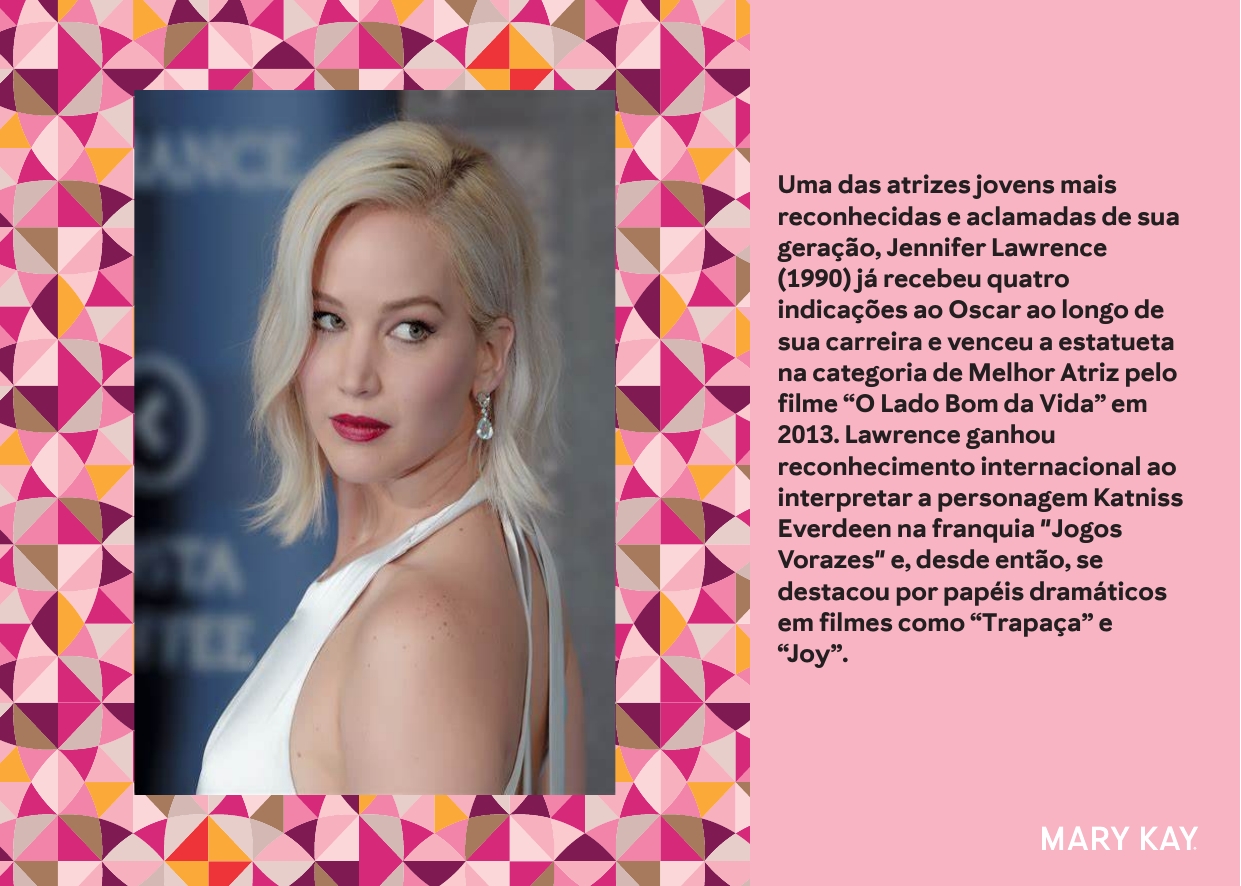 ANCE
Uma das atrizes jovens mais
reconhecidas e aclamadas de sua
geração, Jennifer Lawrence
(1990) já recebeu quatro
indicações ao Oscar ao longo de
sua carreira e venceu a estatueta
na categoria de Melhor Atriz pelo
filme “O Lado Bom da Vida” em
2013. Lawrence ganhou
reconhecimento internacional ao
interpretar a personagem Katniss
Everdeen na franquia "Jogos
Vorazes" e, desde então, se
destacou por papéis dramáticos
em filmes como “Trapaça” e
“Joy”.
MARY KAY